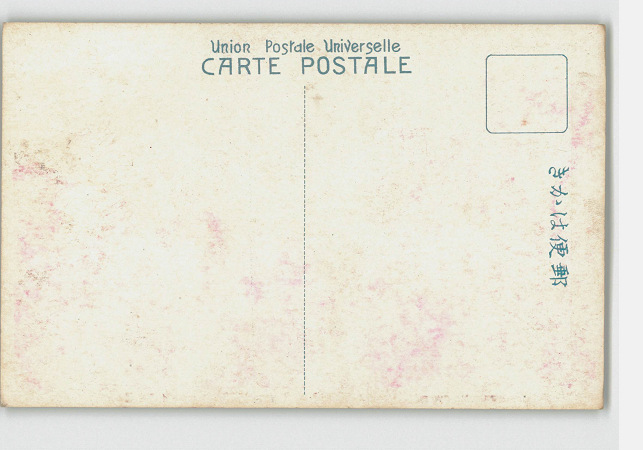 Union Postale Universelle
CARTE POSTALE
きかは便郵